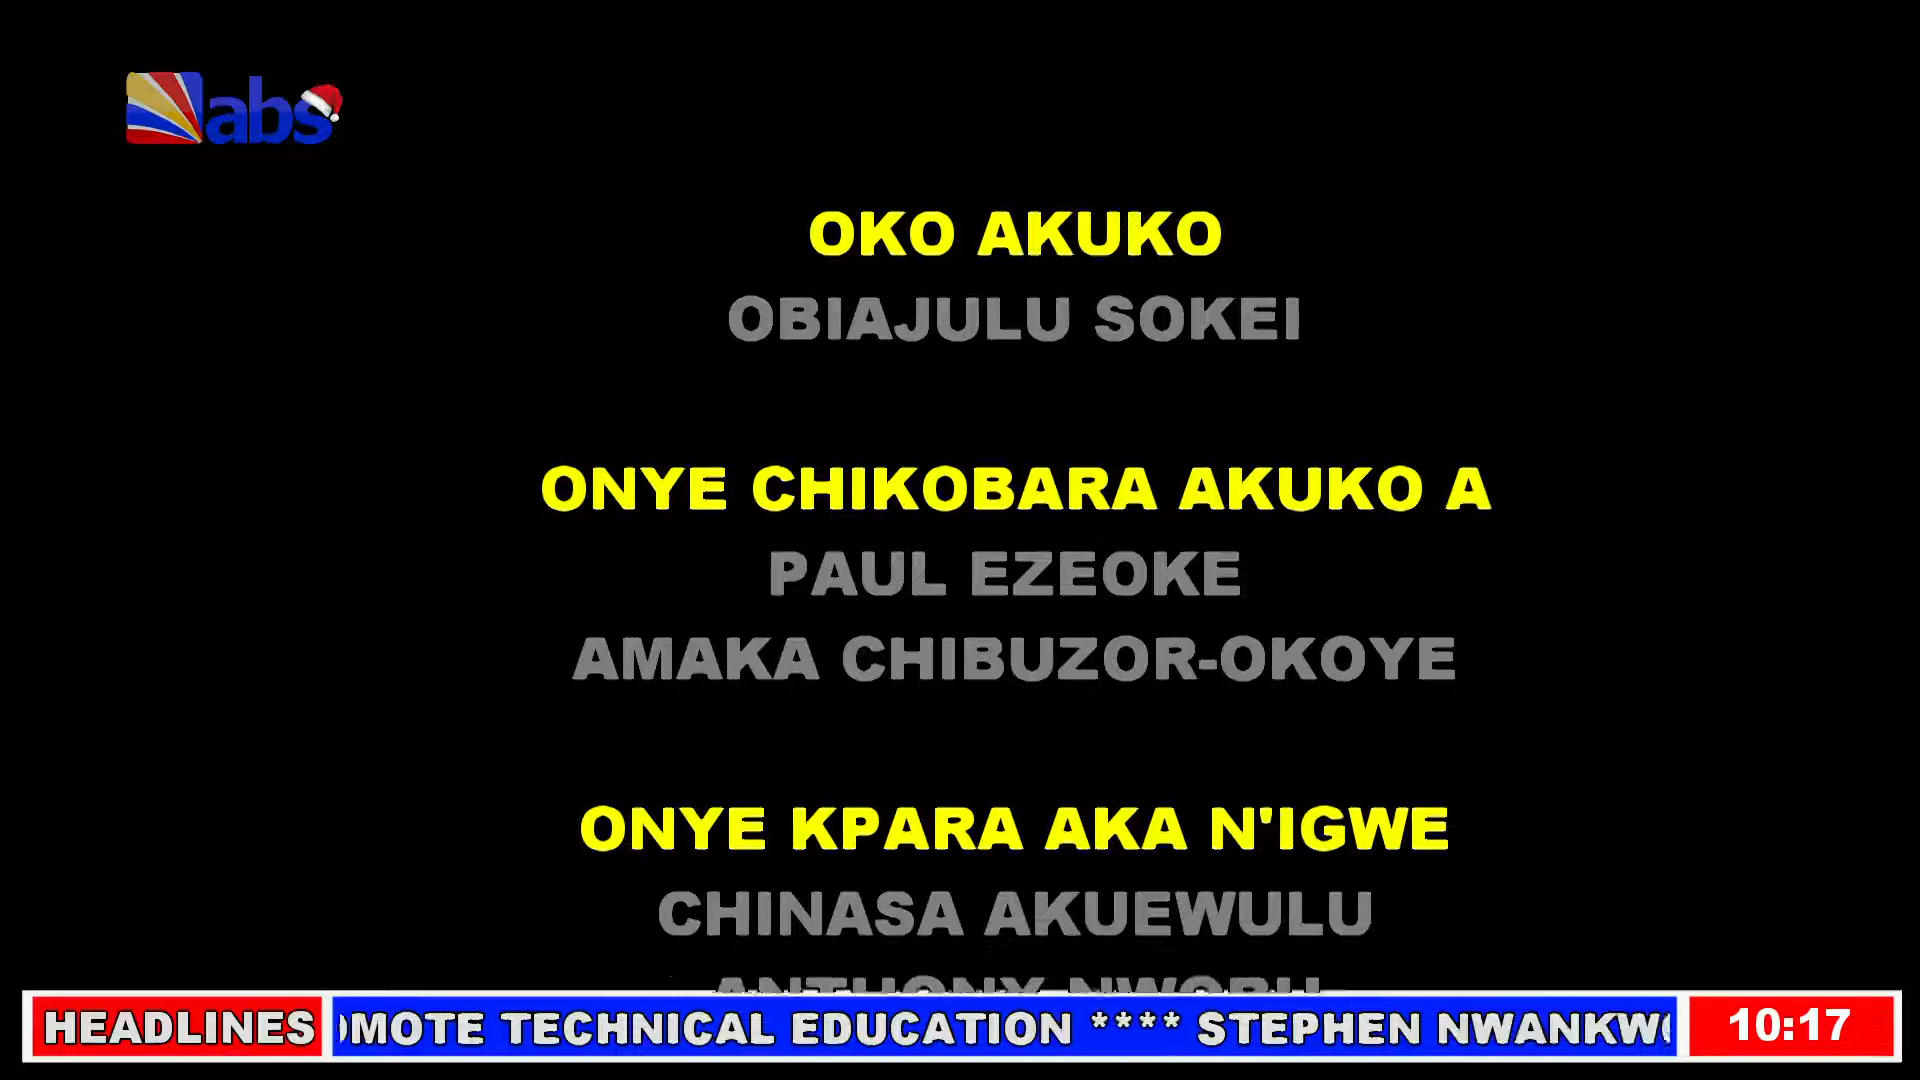 abs
OKO AKUKO
OBIAJULU SOKEI
ONYE CHIKOBARA AKUKO A
PAUL EZEOKE
AMAKA CHIBUZOR-OKOYE
ONYE KPARA AKA N'IGWE
CHINASA AKUEWULU
HEADLINES
TECHNICAL EDUCATION **** STEPHEN
10:17